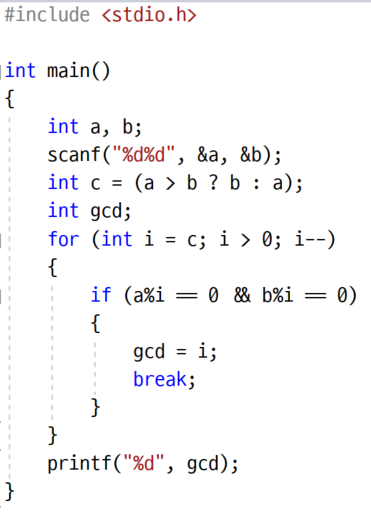 #include <stdio.h>
int main()
{
int a, b;
scanf("%d%d", &a, &b);
int c = (a > b ? b : a);
int gcd;
for (int i = c; i > 0; i--)
{
if (a%i == 0 && b%i == 0)
{
gcd = i;
break;
}
}
printf("%d", gcd);
}